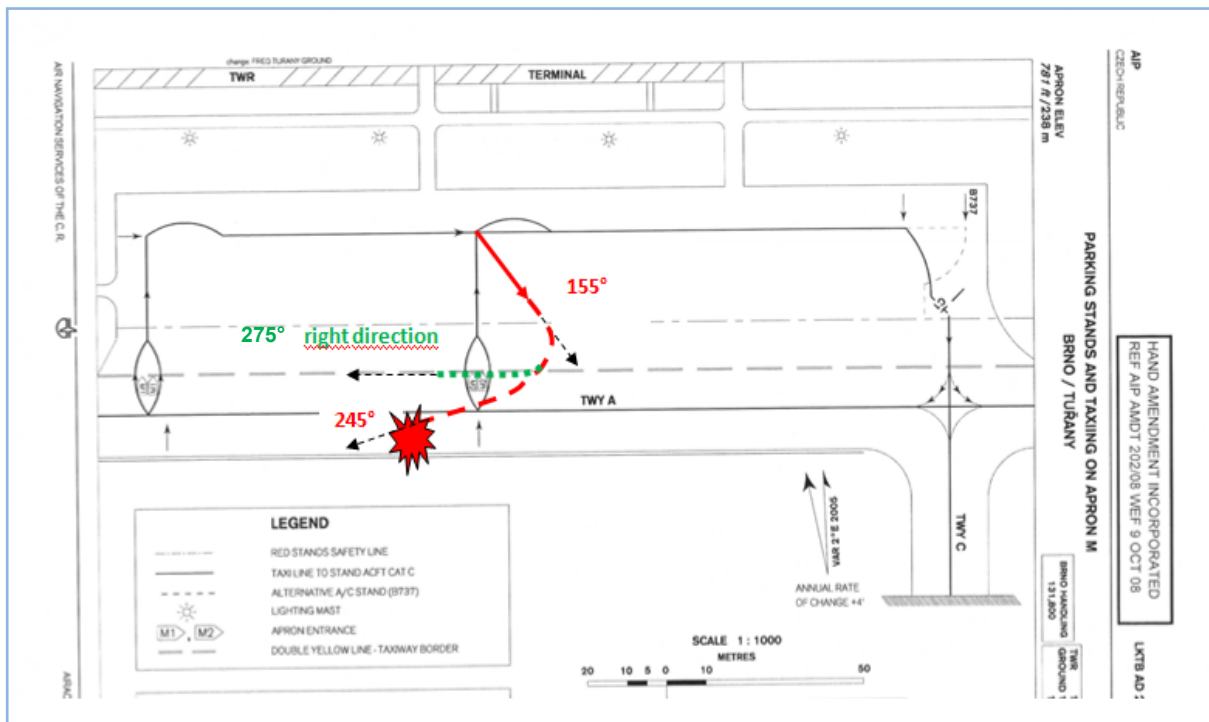 change: FREQ TURANY GROUND
TWR
TERMINAL
AIR NAVIGATION SERVICES OF THE C. R.
APRON ELEV
781 ft / 238 m
AIP
CZECH REPUBLIC
B737
PARKING STANDS AND TAXIING ON APRON M
BRNO / TUŘANY
HAND AMENDMENT INCORPORATED
REF AIP AMDT 202/08 WEF 9 OCT 08
155°
275° right direction
245°
TWY A
TWY C
VAR 2°E 2005
ANNUAL RATE
OF CHANGE +4'
LEGEND
RED STANDS SAFETY LINE
TAXI LINE TO STAND ACFT CAT C
ALTERNATIVE A/C STAND (B737)
LIGHTING MAST
M1, M2 APRON ENTRANCE
DOUBLE YELLOW LINE - TAXIWAY BORDER
SCALE 1 : 1000
METRES
20 10 5 0 10 50
BRNO HANDLING
131,800
TWR
GROUND
LKTB AD
AIRAC